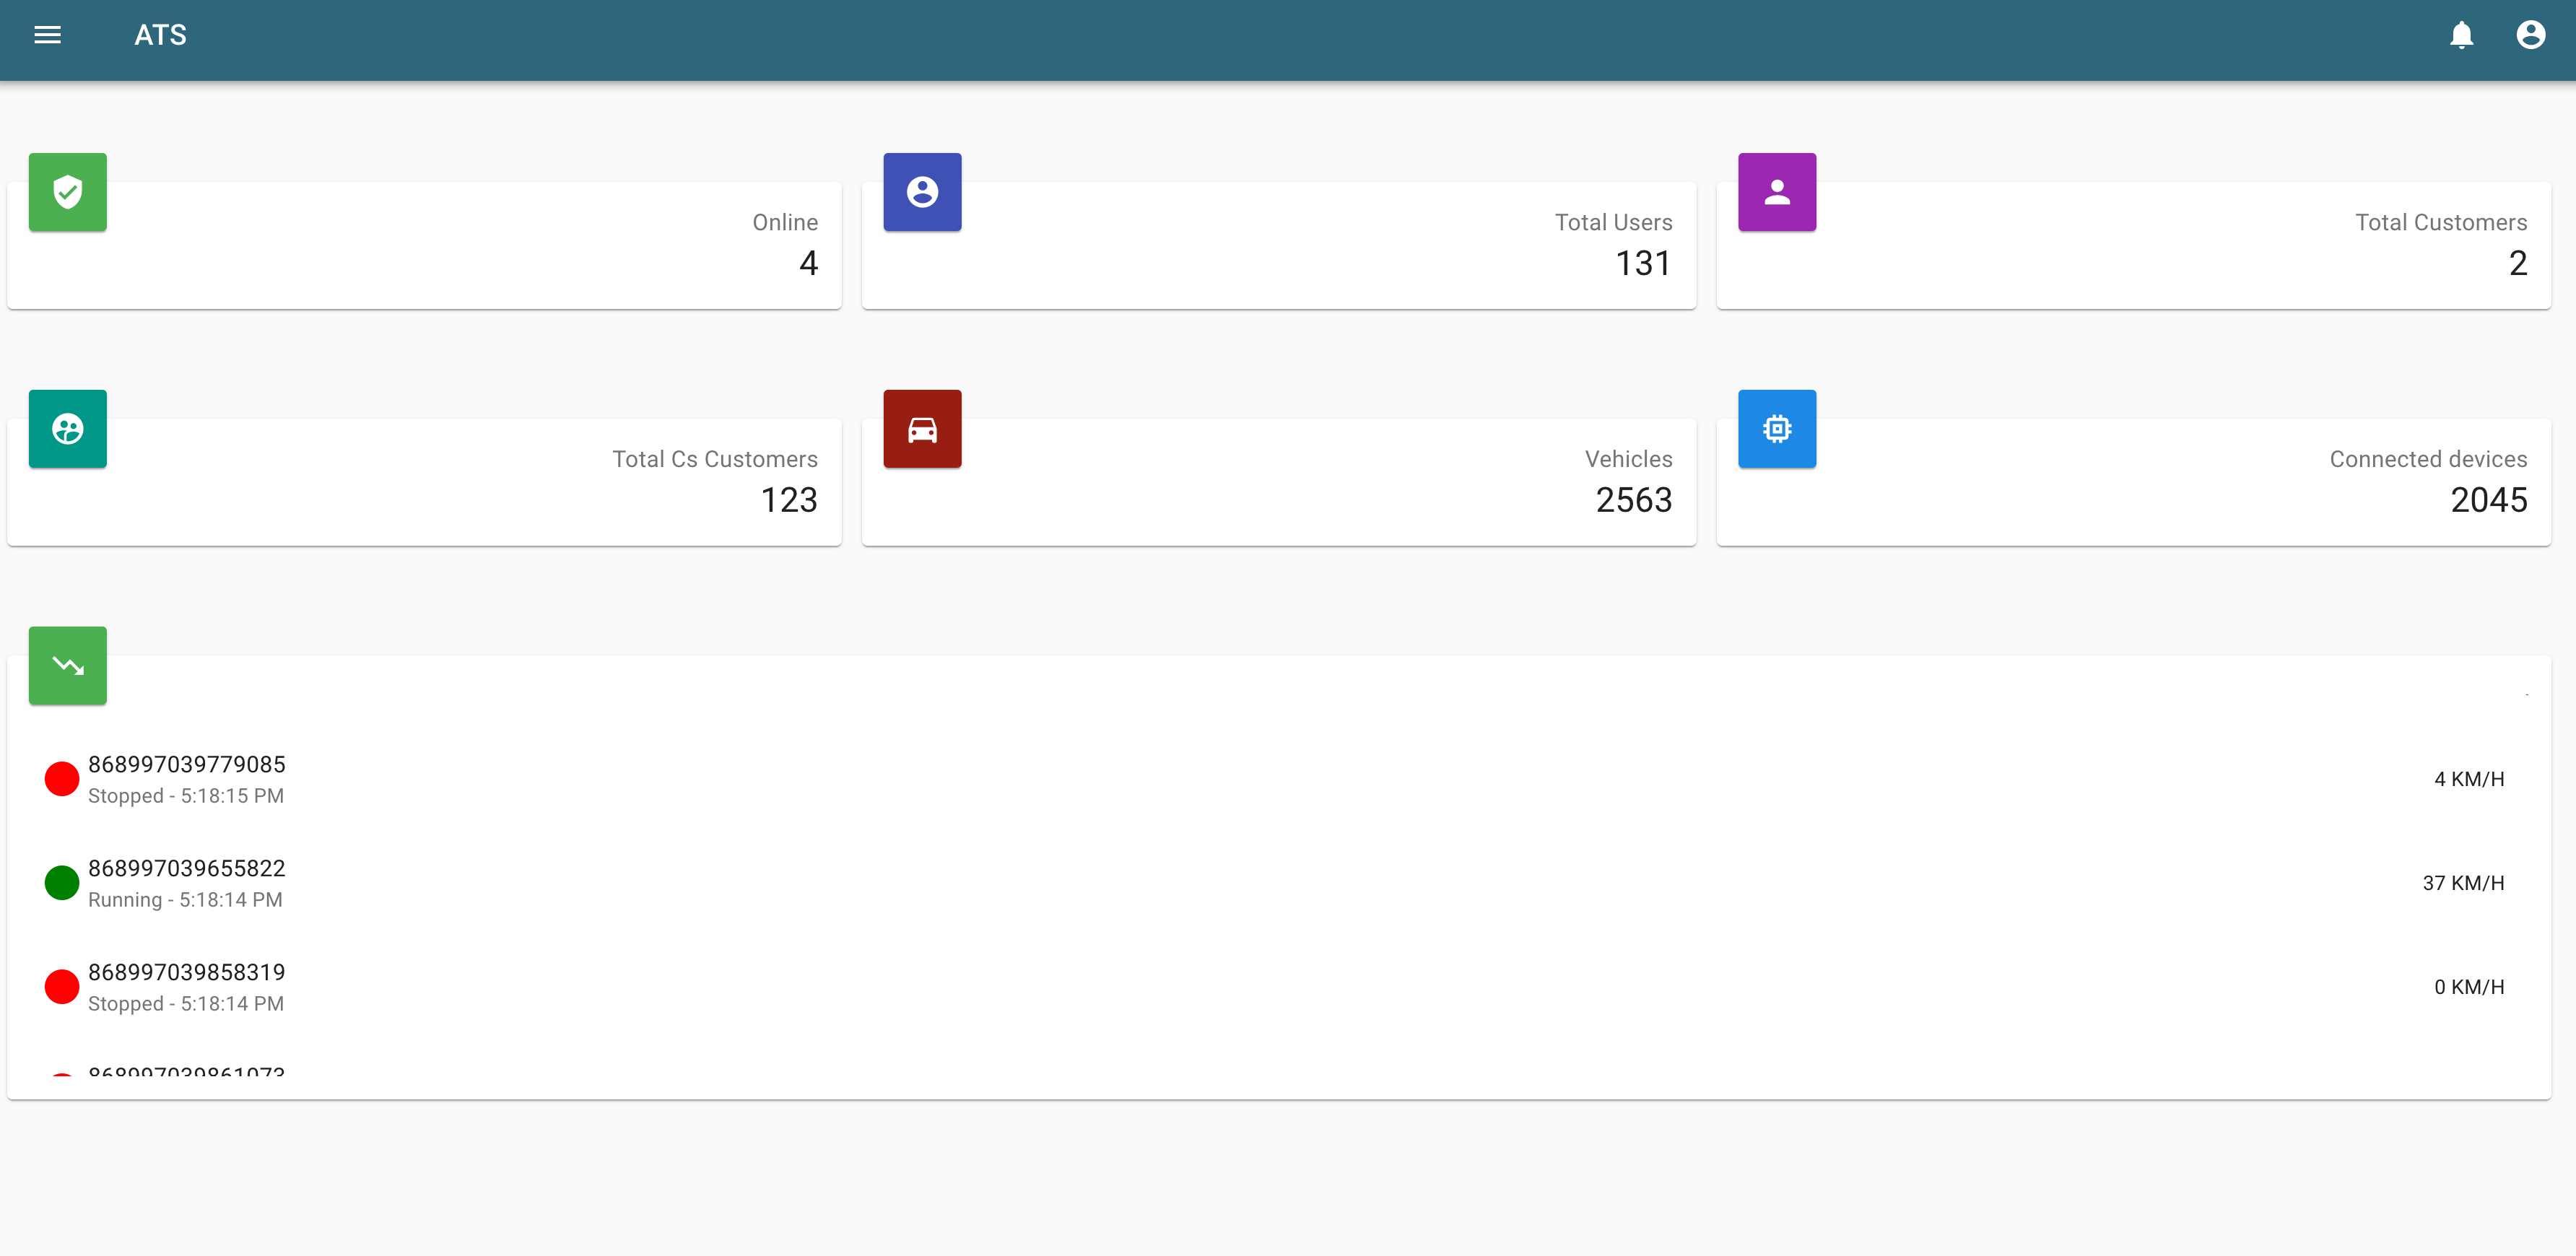 ATS
Online
4
Total Users
131
Total Customers
2
Total Cs Customers
123
Vehicles
2563
Connected devices
2045
868997039779085
Stopped - 5:18:15 PM
4 KM/H
868997039655822
Running - 5:18:14 PM
37 KM/H
868997039858319
Stopped - 5:18:14 PM
0 KM/H
868997039861073